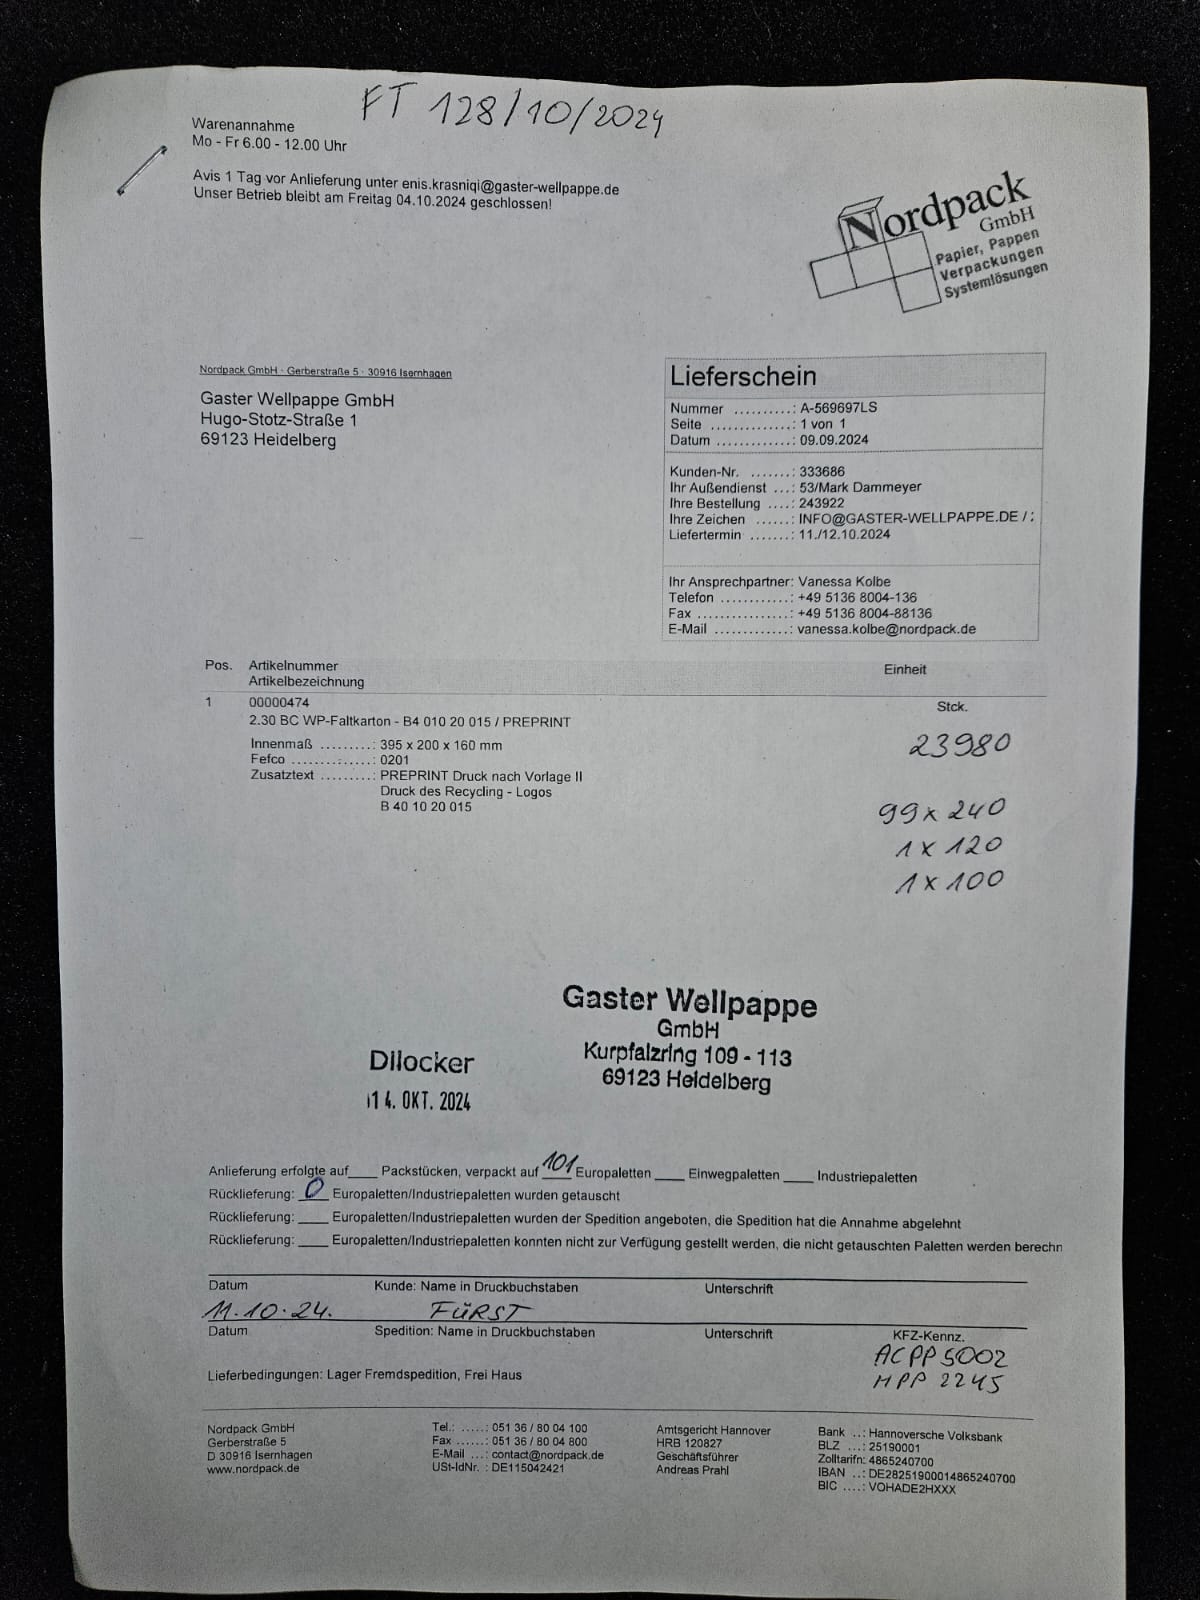 FT 128/10/2024
Warenannahme
Mo - Fr 6.00 - 12.00 Uhr
Avis 1 Tag vor Anlieferung unter enis.krasniqi@gaster-wellpappe.de
Unser Betrieb bleibt am Freitag 04.10.2024 geschlossen!
Nordpack
GmbH
Papier, Pappen
Verpackungen
Systemlösungen
Nordpack GmbH · Gerberstraße 5 · 30916 Isernhagen
Gaster Wellpappe GmbH
Hugo-Stotz-Straße 1
69123 Heidelberg
Lieferschein
Nummer ..........: A-569697LS
Seite .............: 1 von 1
Datum ............: 09.09.2024
Kunden-Nr. .......: 333686
Ihr Außendienst ...: 53/Mark Dammeyer
Ihre Bestellung ....: 243922
Ihre Zeichen ......: INFO@GASTER-WELLPAPPE.DE / :
Liefertermin .......: 11./12.10.2024
Ihr Ansprechpartner: Vanessa Kolbe
Telefon ...........: +49 5136 8004-136
Fax ...............: +49 5136 8004-88136
E-Mail ............: vanessa.kolbe@nordpack.de
Pos. Artikelnummer Einheit
Artikelbezeichnung
1 00000474 Stck.
2.30 BC WP-Faltkarton - B4 010 20 015 / PREPRINT
23980
Innenmaß .........: 395 x 200 x 160 mm
Fefco ............: 0201
Zusatztext ........: PREPRINT Druck nach Vorlage II
Druck des Recycling - Logos
B 40 10 20 015
99 x 240
1 x 120
1 x 100
Gaster Wellpappe
GmbH
Kurpfalzring 109 - 113
69123 Heidelberg
Dilocker
14. OKT. 2024
Anlieferung erfolgte auf___ Packstücken, verpackt auf 101 Europaletten ____ Einwegpaletten ____ Industriepaletten
Rücklieferung: 0 Europaletten/Industriepaletten wurden getauscht
Rücklieferung: ____ Europaletten/Industriepaletten wurden der Spedition angeboten, die Spedition hat die Annahme abgelehnt
Rücklieferung: ____ Europaletten/Industriepaletten konnten nicht zur Verfügung gestellt werden, die nicht getauschten Paletten werden berechn
Datum Kunde: Name in Druckbuchstaben Unterschrift
11.10.24. FÜRST
Datum Spedition: Name in Druckbuchstaben Unterschrift KFZ-Kennz.
ACPP5002
MPP 2245
Lieferbedingungen: Lager Fremdspedition, Frei Haus
Nordpack GmbH
Gerberstraße 5
D 30916 Isernhagen
www.nordpack.de
Tel.: .....: 051 36 / 80 04 100
Fax ......: 051 36 / 80 04 800
E-Mail ...: contact@nordpack.de
USt-IdNr. : DE115042421
Amtsgericht Hannover
HRB 120827
Geschäftsführer
Andreas Prahl
Bank ..: Hannoversche Volksbank
BLZ ...: 25190001
Zolltarifn: 4865240700
IBAN ..: DE28251900014865240700
BIC ....: VOHADE2HXXX